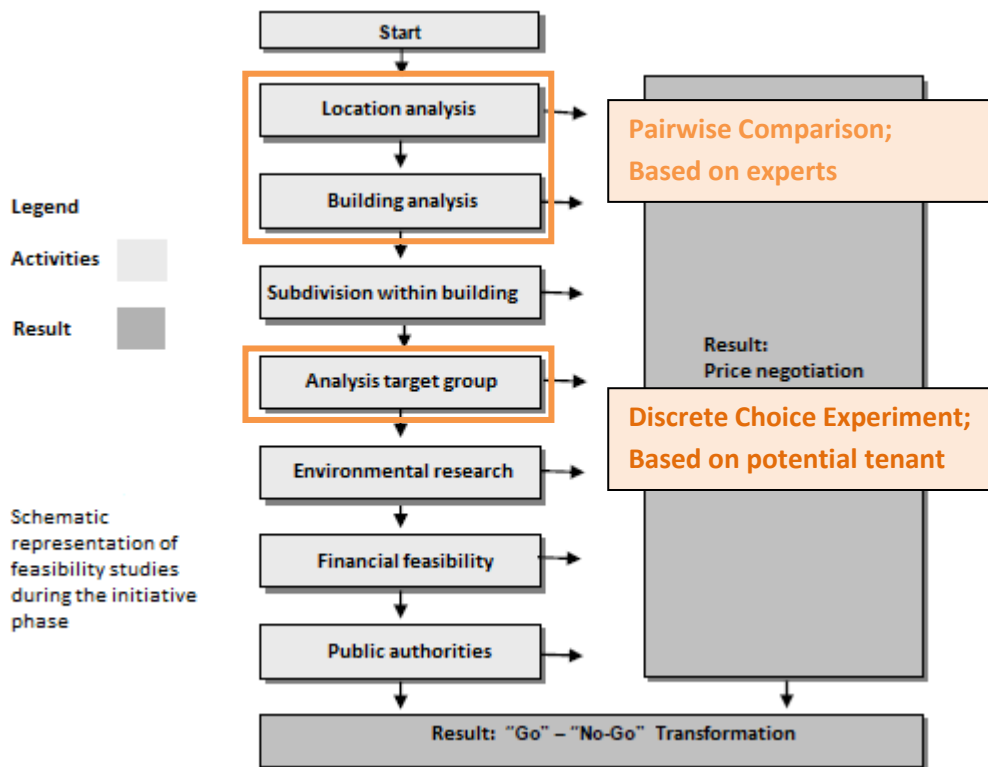 Start
Location analysis
Pairwise Comparison;
Based on experts
Building analysis
Legend
Activities
Subdivision within building
Result
Result:
Price negotiation
Analysis target group
Discrete Choice Experiment;
Based on potential tenant
Environmental research
Schematic
representation of
feasibility studies
during the initiative
phase
Financial feasibility
Public authorities
Result: "Go" – "No-Go" Transformation